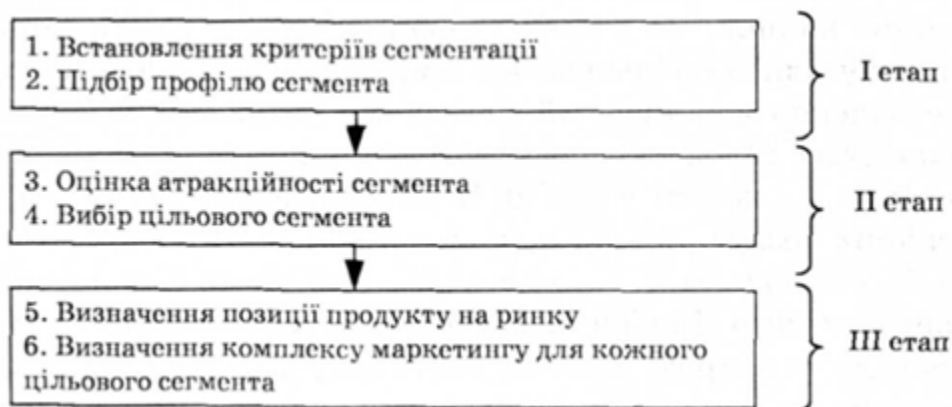 1. Встановлення критеріїв сегментації
2. Підбір профілю сегмента
І етап
3. Оцінка атракційності сегмента
4. Вибір цільового сегмента
ІІ етап
5. Визначення позиції продукту на ринку
6. Визначення комплексу маркетингу для кожного
цільового сегмента
ІІІ етап